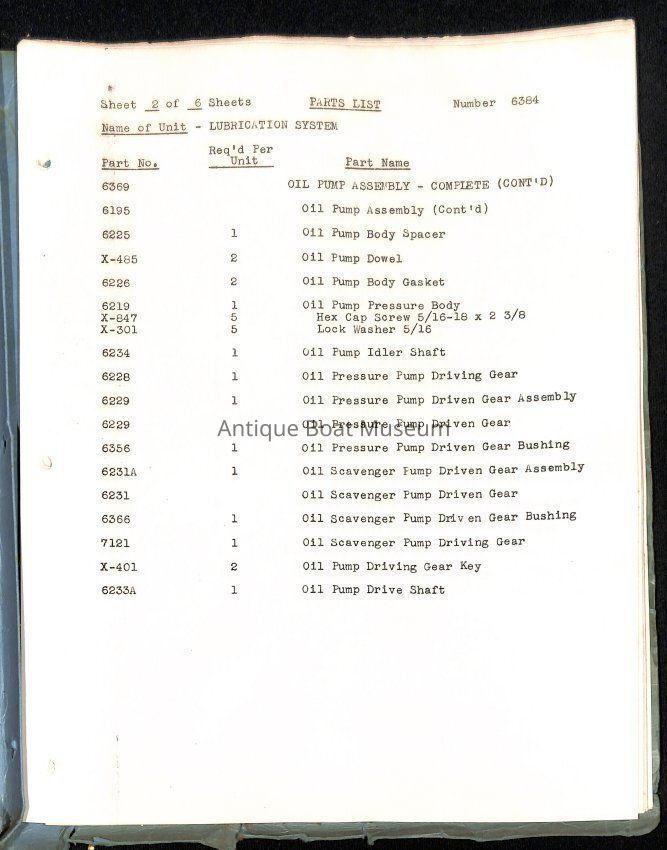 Sheet 2 of 6 Sheets PARTS LIST Number 6384
Name of Unit - LUBRICATION SYSTEM
Req'd Per
Part No. Unit Part Name
6369 OIL PUMP ASSEMBLY - COMPLETE (CONT'D)
6195 Oil Pump Assembly (Cont'd)
6225 1 Oil Pump Body Spacer
X-485 2 Oil Pump Dowel
6226 2 Oil Pump Body Gasket
6219 1 Oil Pump Pressure Body
X-847 5 Hex Cap Screw 5/16-18 x 2 3/8
X-301 5 Lock Washer 5/16
6234 1 Oil Pump Idler Shaft
6228 1 Oil Pressure Pump Driving Gear
6229 1 Oil Pressure Pump Driven Gear Assembly
6229 Oil Pressure Pump Driven Gear
Antique Boat Museum
6356 1 Oil Pressure Pump Driven Gear Bushing
6231A 1 Oil Scavenger Pump Driven Gear Assembly
6231 Oil Scavenger Pump Driven Gear
6366 1 Oil Scavenger Pump Driven Gear Bushing
7121 1 Oil Scavenger Pump Driving Gear
X-401 2 Oil Pump Driving Gear Key
6233A 1 Oil Pump Drive Shaft